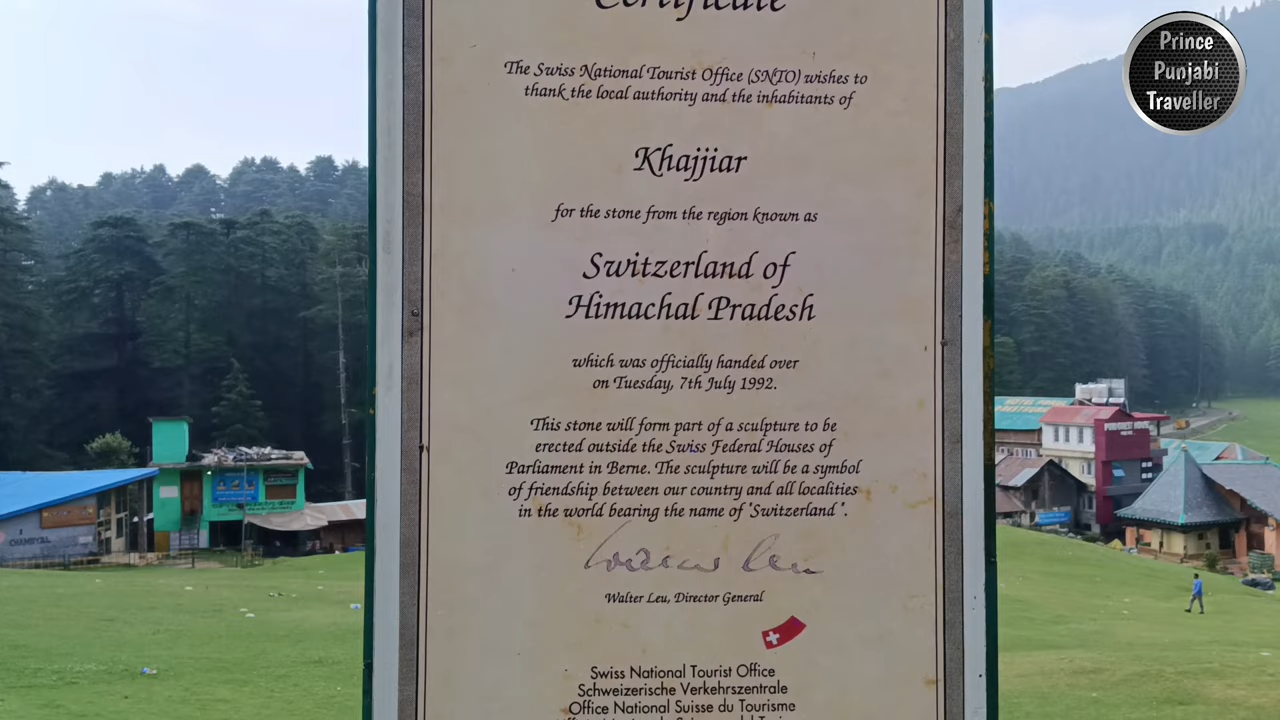 Certificate
The Swiss National Tourist Office (SNTO) wishes to
thank the local authority and the inhabitants of
Khajjiar
for the stone from the region known as
Switzerland of
Himachal Pradesh
which was officially handed over
on Tuesday, 7th July 1992.
This stone will form part of a sculpture to be
erected outside the Swiss Federal Houses of
Parliament in Berne. The sculpture will be a symbol
of friendship between our country and all localities
in the world bearing the name of "Switzerland".
Walter Leu, Director General
Swiss National Tourist Office
Schweizerische Verkehrszentrale
Office National Suisse du Tourisme
Prince
Punjabi
Traveller